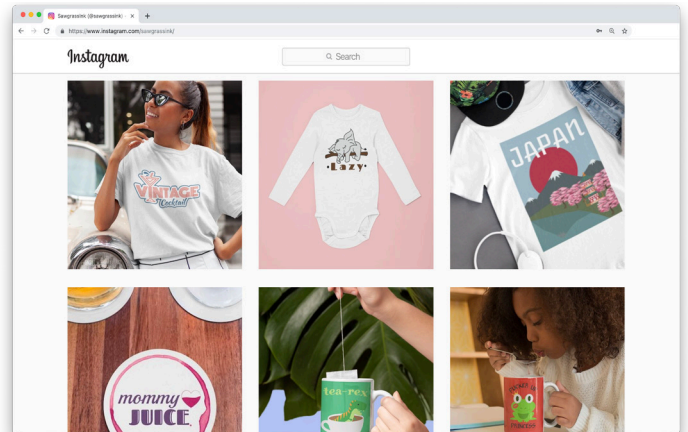 Sawgrassink (@sawgrassink) ·
https://www.instagram.com/sawgrassink/
Instagram
Search
VINTAGE
Cocktail
·Lazy·
JAPAN
mommy
JUICE
tea-rex